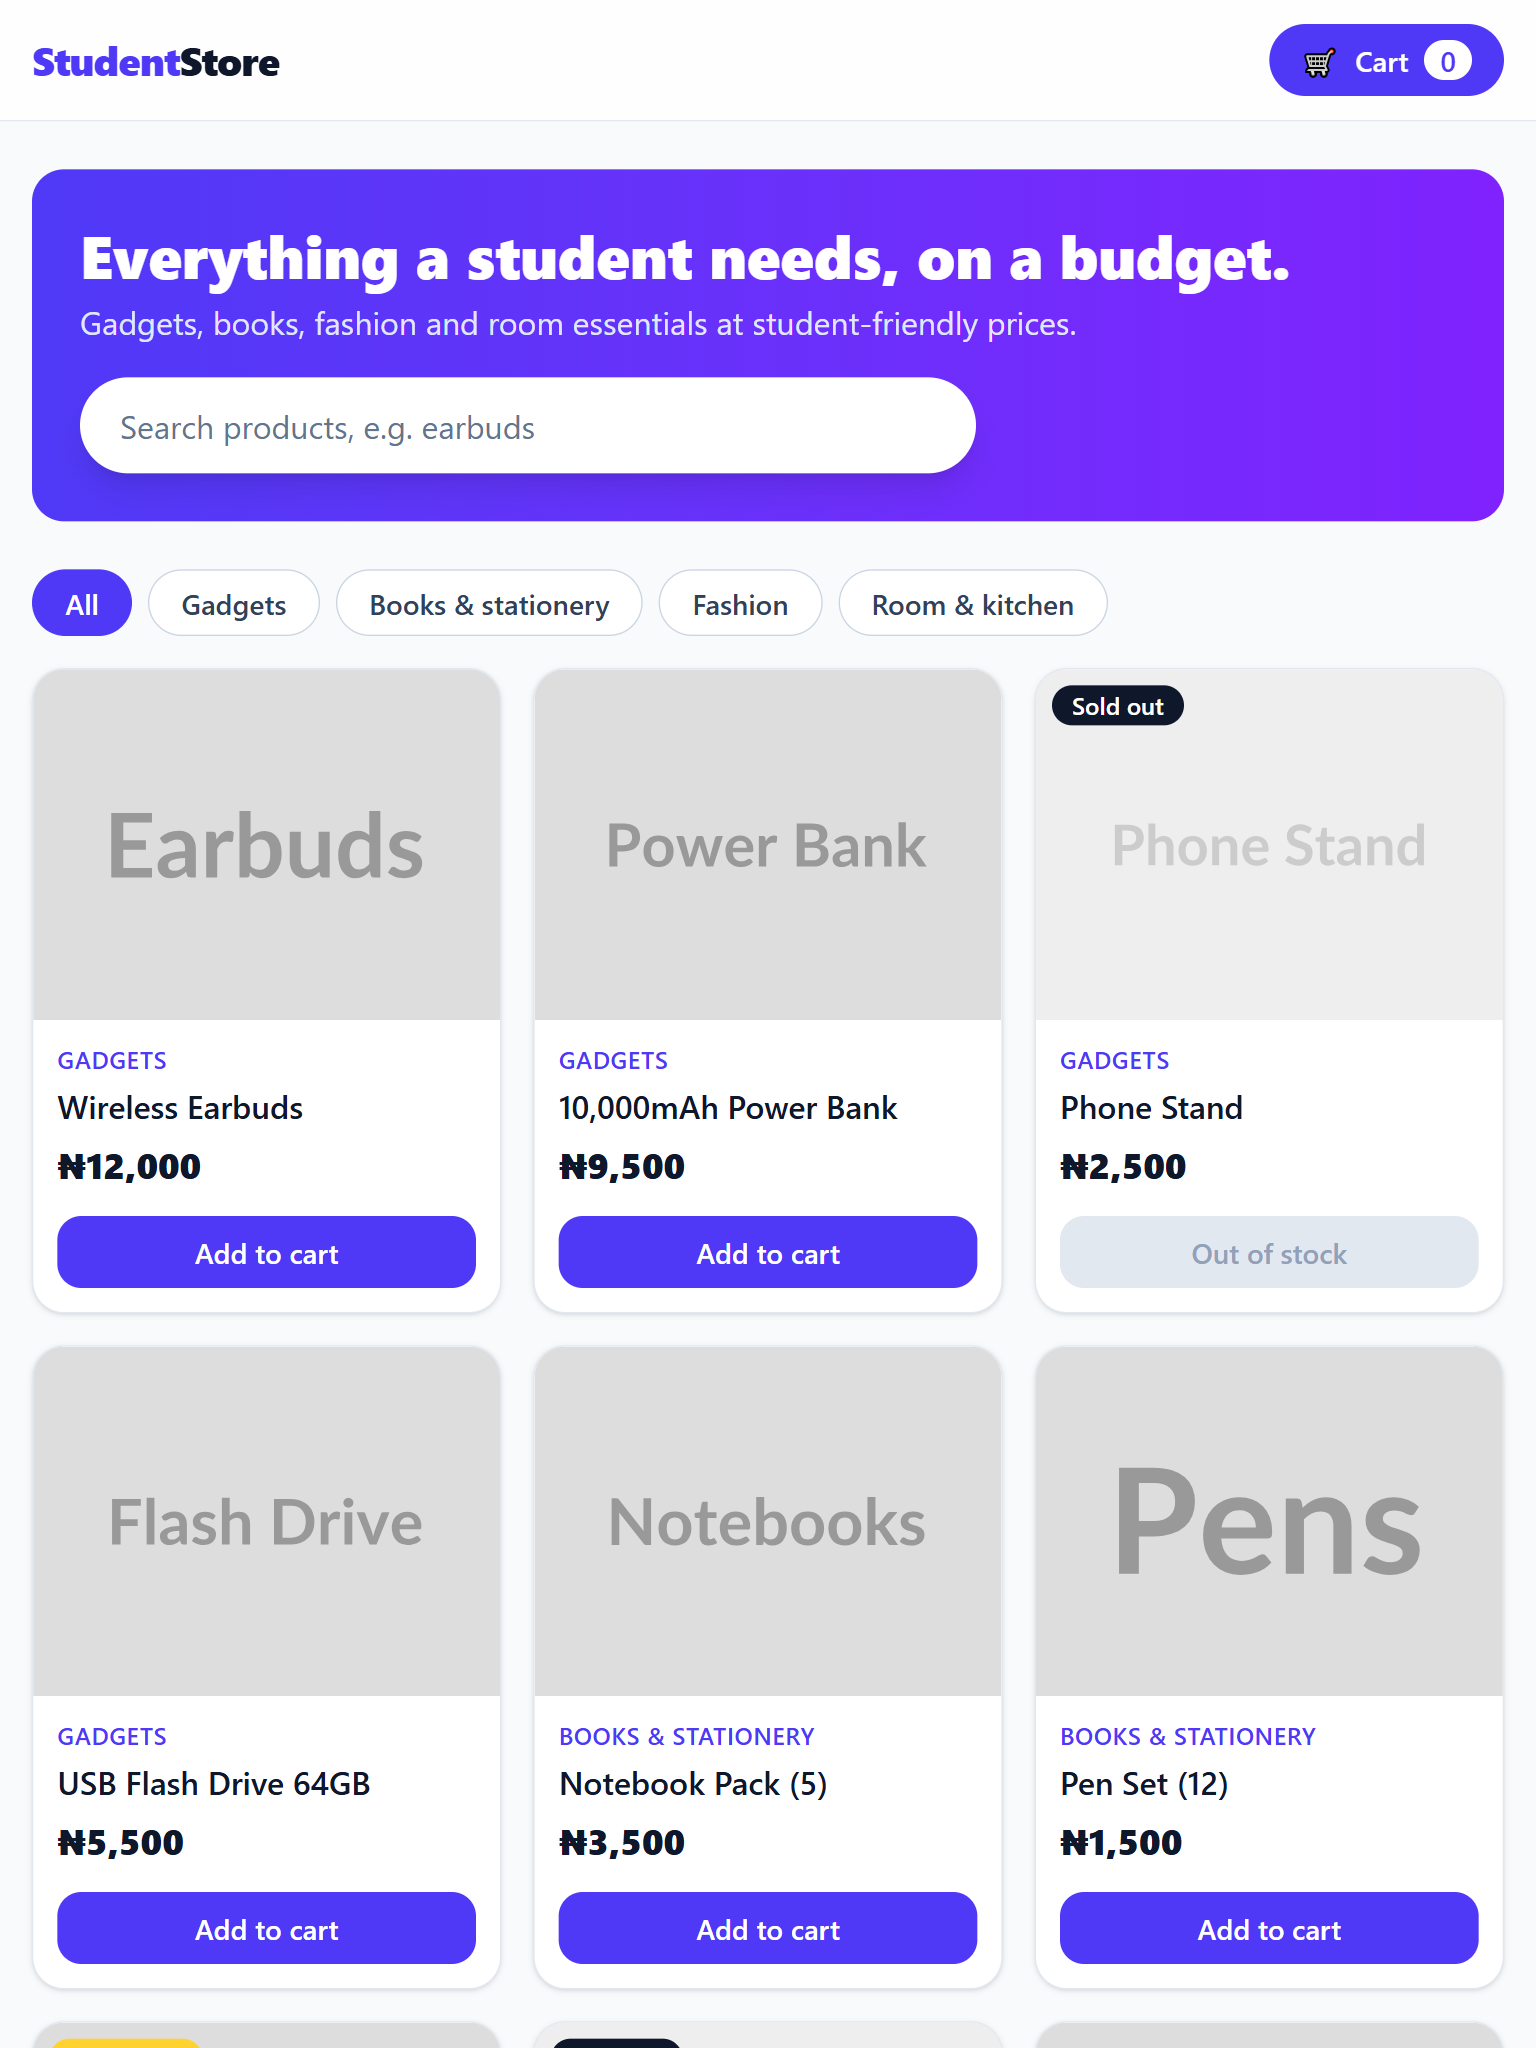 StudentStore
🛒 Cart 0
Everything a student needs, on a budget.
Gadgets, books, fashion and room essentials at student-friendly prices.
Search products, e.g. earbuds
All Gadgets Books & stationery Fashion Room & kitchen
Earbuds
GADGETS
Wireless Earbuds
₦12,000
Add to cart
Power Bank
GADGETS
10,000mAh Power Bank
₦9,500
Add to cart
Sold out
Phone Stand
GADGETS
Phone Stand
₦2,500
Out of stock
Flash Drive
GADGETS
USB Flash Drive 64GB
₦5,500
Add to cart
Notebooks
BOOKS & STATIONERY
Notebook Pack (5)
₦3,500
Add to cart
Pens
BOOKS & STATIONERY
Pen Set (12)
₦1,500
Add to cart